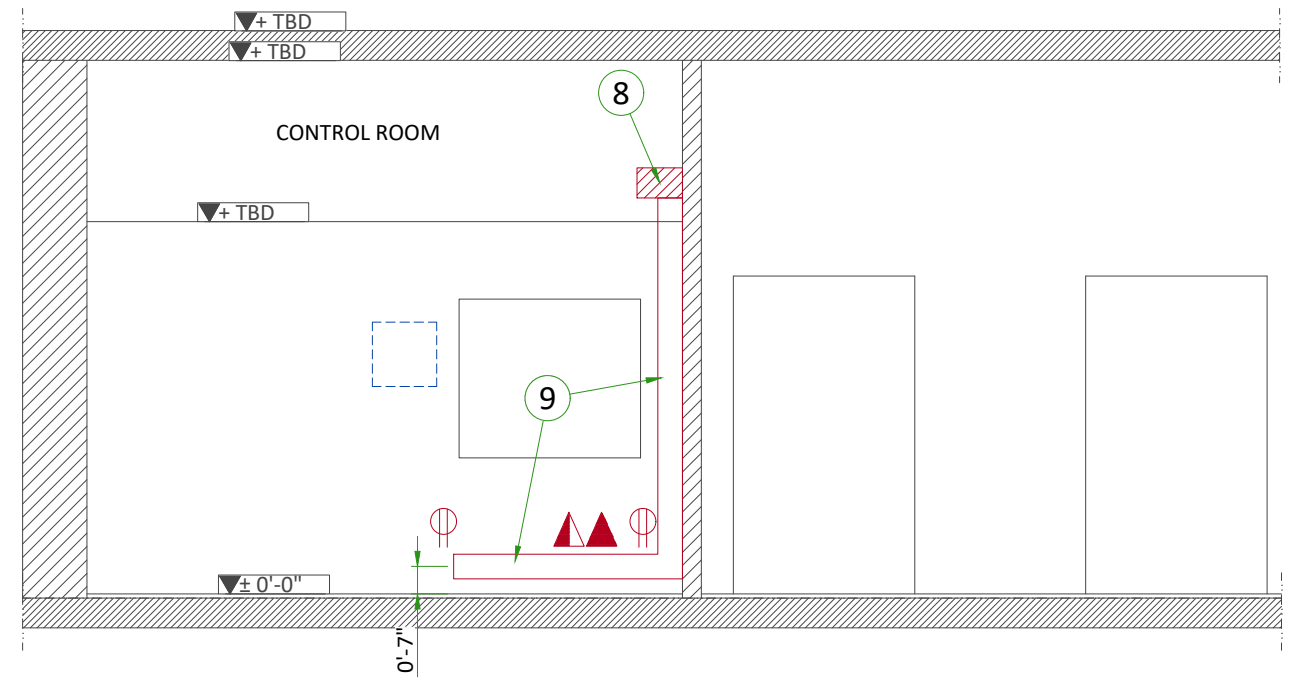 + TBD
+ TBD
8
CONTROL ROOM
+ TBD
9
± 0'-0"
0'-7"